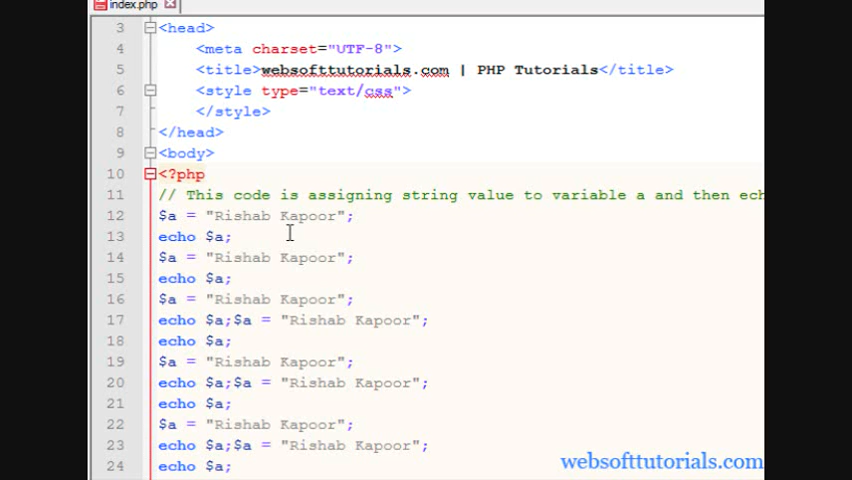 index.php
3 <head>
4 <meta charset="UTF-8">
5 <title>websofttutorials.com | PHP Tutorials</title>
6 <style type="text/css">
7 </style>
8 </head>
9 <body>
10 <?php
11 // This code is assigning string value to variable a and then ech
12 $a = "Rishab Kapoor";
13 echo $a;
14 $a = "Rishab Kapoor";
15 echo $a;
16 $a = "Rishab Kapoor";
17 echo $a;$a = "Rishab Kapoor";
18 echo $a;
19 $a = "Rishab Kapoor";
20 echo $a;$a = "Rishab Kapoor";
21 echo $a;
22 $a = "Rishab Kapoor";
23 echo $a;$a = "Rishab Kapoor";
24 echo $a;
websofttutorials.com